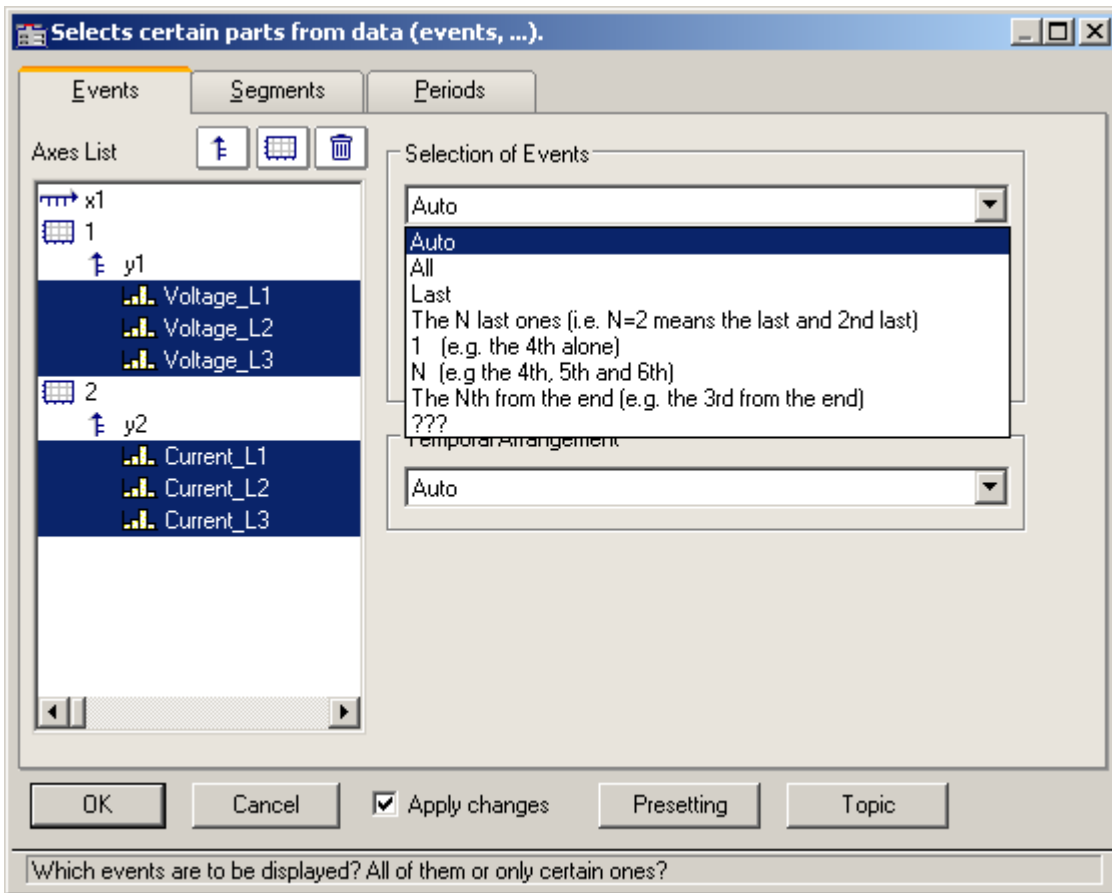 Selects certain parts from data (events, ...).
Events Segments Periods
Axes List
x1
1
y1
Voltage_L1
Voltage_L2
Voltage_L3
2
y2
Current_L1
Current_L2
Current_L3
Selection of Events
Auto
Auto
All
Last
The N last ones (i.e. N=2 means the last and 2nd last)
1 (e.g. the 4th alone)
N (e.g the 4th, 5th and 6th)
The Nth from the end (e.g. the 3rd from the end)
???
Temporal Arrangement
Auto
OK Cancel Apply changes Presetting Topic
Which events are to be displayed? All of them or only certain ones?